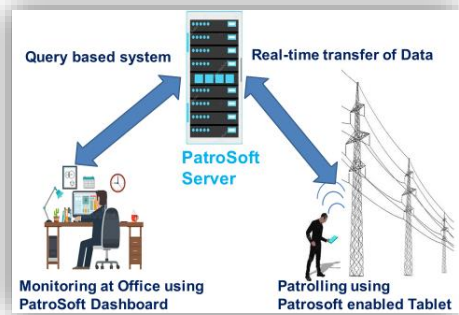 Query based system
Real-time transfer of Data
PatroSoft
Server
Monitoring at Office using
PatroSoft Dashboard
Patrolling using
Patrosoft enabled Tablet